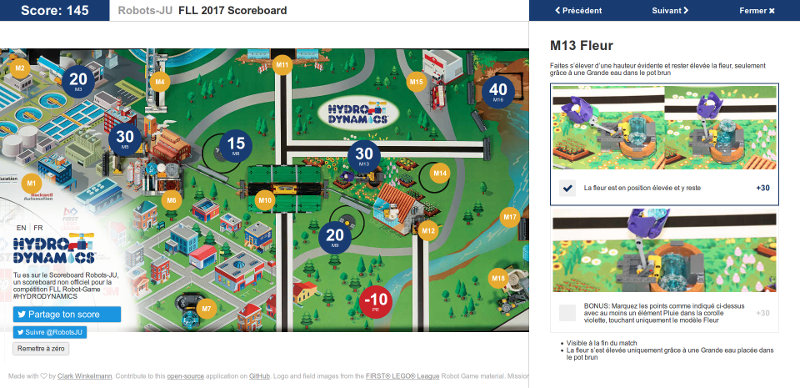 Score: 145
Robots-JU FLL 2017 Scoreboard
Précédent
Suivant
Fermer
M2
20
M3
M4
M11
M15
40
M16
HYDRO
DYNAMICS
30
M5
15
M8
30
M13
M14
M1
Rockwell
Automation
M6
M10
M12
M17
20
M9
M18
M7
-10
PE
EN | FR
HYDRO
DYNAMICS
Tu es sur le Scoreboard Robots-JU,
un scoreboard non officiel pour la
compétition FLL Robot-Game
#HYDRODYNAMICS
Partage ton score
Suivre @RobotsJU
Remettre à zéro
Made with ♡ by Clark Winkelmann. Contribute to this open-source application on GitHub. Logo and field images from the FIRST® LEGO® League Robot Game material. Mission
M13 Fleur
Faites s'élever d'une hauteur évidente et rester élevée la fleur, seulement
grâce à une Grande eau dans le pot brun
La fleur est en position élevée et y reste
+30
BONUS: Marquez les points comme indiqué ci-dessus
avec au moins un élément Pluie dans la corolle
violette, touchant uniquement le modèle Fleur
+30
• Visible à la fin du match
• La fleur s'est élevée uniquement grâce à une Grande eau placée dans
le pot brun